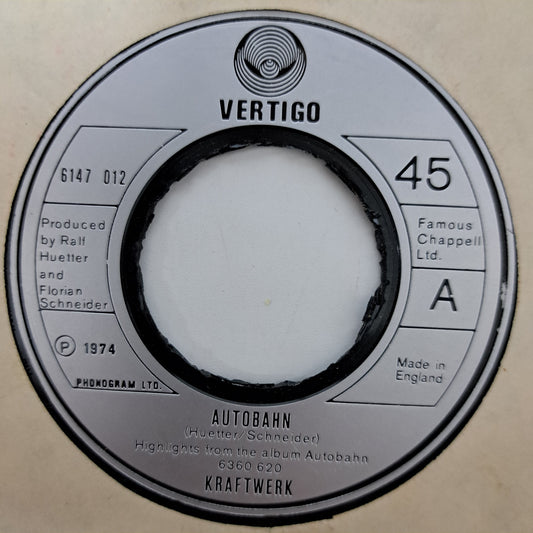 VERTIGO
6147 012
Produced
by Ralf
Huetter
and
Florian
Schneider
Ⓟ 1974
PHONOGRAM LTD.
45
Famous
Chappell
Ltd.
A
Made in
England
AUTOBAHN
(Huetter/Schneider)
Highlights from the album Autobahn
6360 620
KRAFTWERK